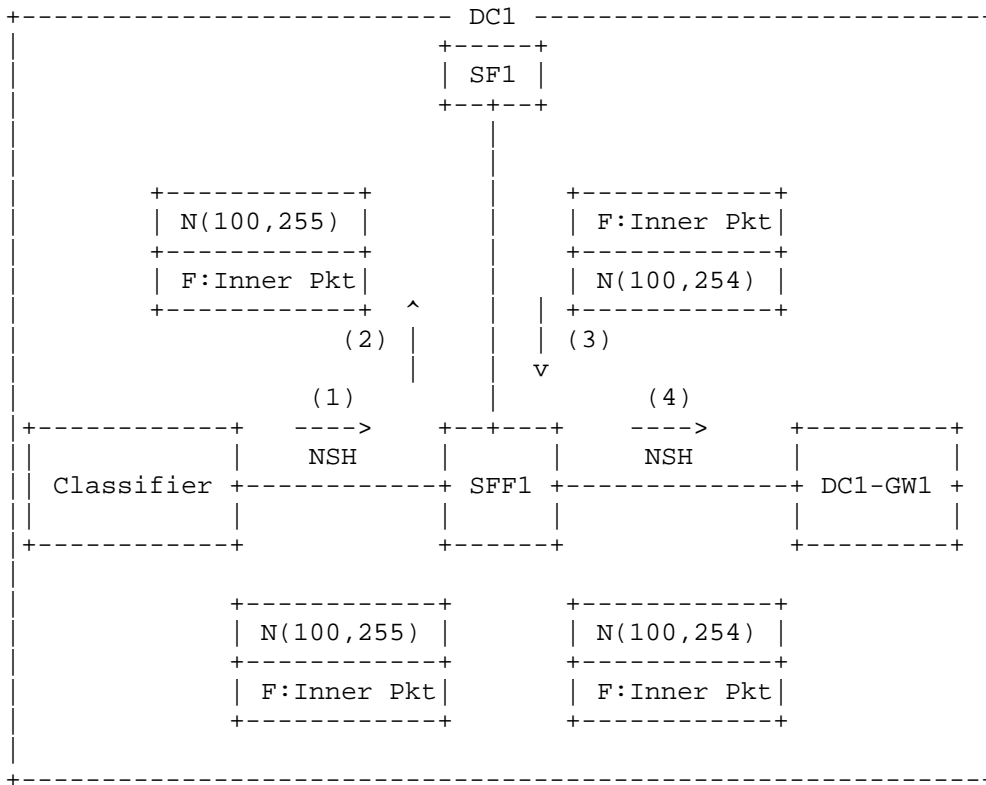 +--------------------------- DC1 ----------------------------
|                          +-----+
|                          | SF1 |
|                          +--+--+
|                             |
|                             |
|        +------------+       |    +------------+
|        | N(100,255) |       |    | F:Inner Pkt|
|        +------------+       |    +------------+
|        | F:Inner Pkt|       |    | N(100,254) |
|        +------------+  ^    |  | +------------+
|                    (2) |    |  | (3)
|                        |    |  v
|                  (1)        |         (4)
|+------------+   ---->    +--+---+    ---->     +---------+
||            |    NSH     |      |     NSH      |         |
|| Classifier +------------+ SFF1 +--------------+ DC1-GW1 +
||            |            |      |              |         |
|+------------+            +------+              +---------+
|
|             +------------+       +------------+
|             | N(100,255) |       | N(100,254) |
|             +------------+       +------------+
|             | F:Inner Pkt|       | F:Inner Pkt|
|             +------------+       +------------+
|
+------------------------------------------------------------